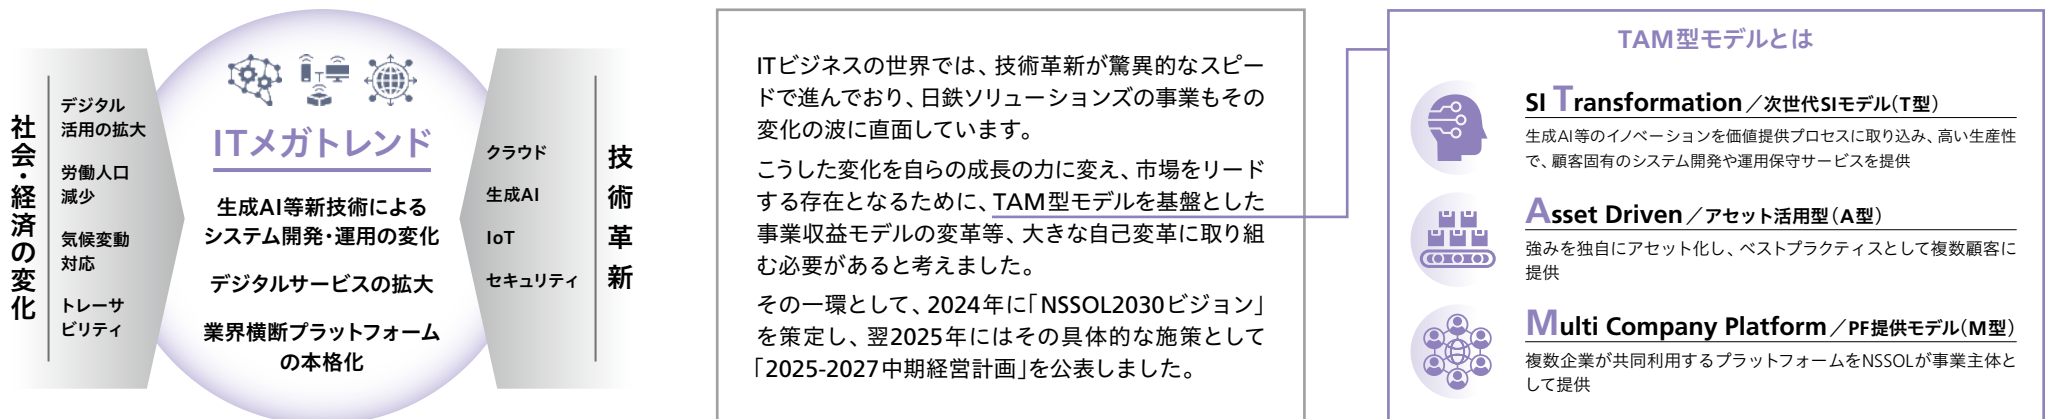 社会・経済の変化
デジタル
活用の拡大
労働人口
減少
気候変動
対応
トレーサ
ビリティ
ITメガトレンド
生成AI等新技術による
システム開発・運用の変化
デジタルサービスの拡大
業界横断プラットフォーム
の本格化
クラウド
生成AI
IoT
セキュリティ
技術革新
ITビジネスの世界では、技術革新が驚異的なスピー
ドで進んでおり、日鉄ソリューションズの事業もその
変化の波に直面しています。
こうした変化を自らの成長の力に変え、市場をリード
する存在となるために、TAM型モデルを基盤とした
事業収益モデルの変革等、大きな自己変革に取り組
む必要があると考えました。
その一環として、2024年に「NSSOL2030ビジョン」
を策定し、翌2025年にはその具体的な施策として
「2025-2027中期経営計画」を公表しました。
TAM型モデルとは
SI Transformation／次世代SIモデル（T型）
生成AI等のイノベーションを価値提供プロセスに取り込み、高い生産性
で、顧客固有のシステム開発や運用保守サービスを提供
Asset Driven／アセット活用型（A型）
強みを独自にアセット化し、ベストプラクティスとして複数顧客に
提供
Multi Company Platform／PF提供モデル（M型）
複数企業が共同利用するプラットフォームをNSSOLが事業主体と
して提供